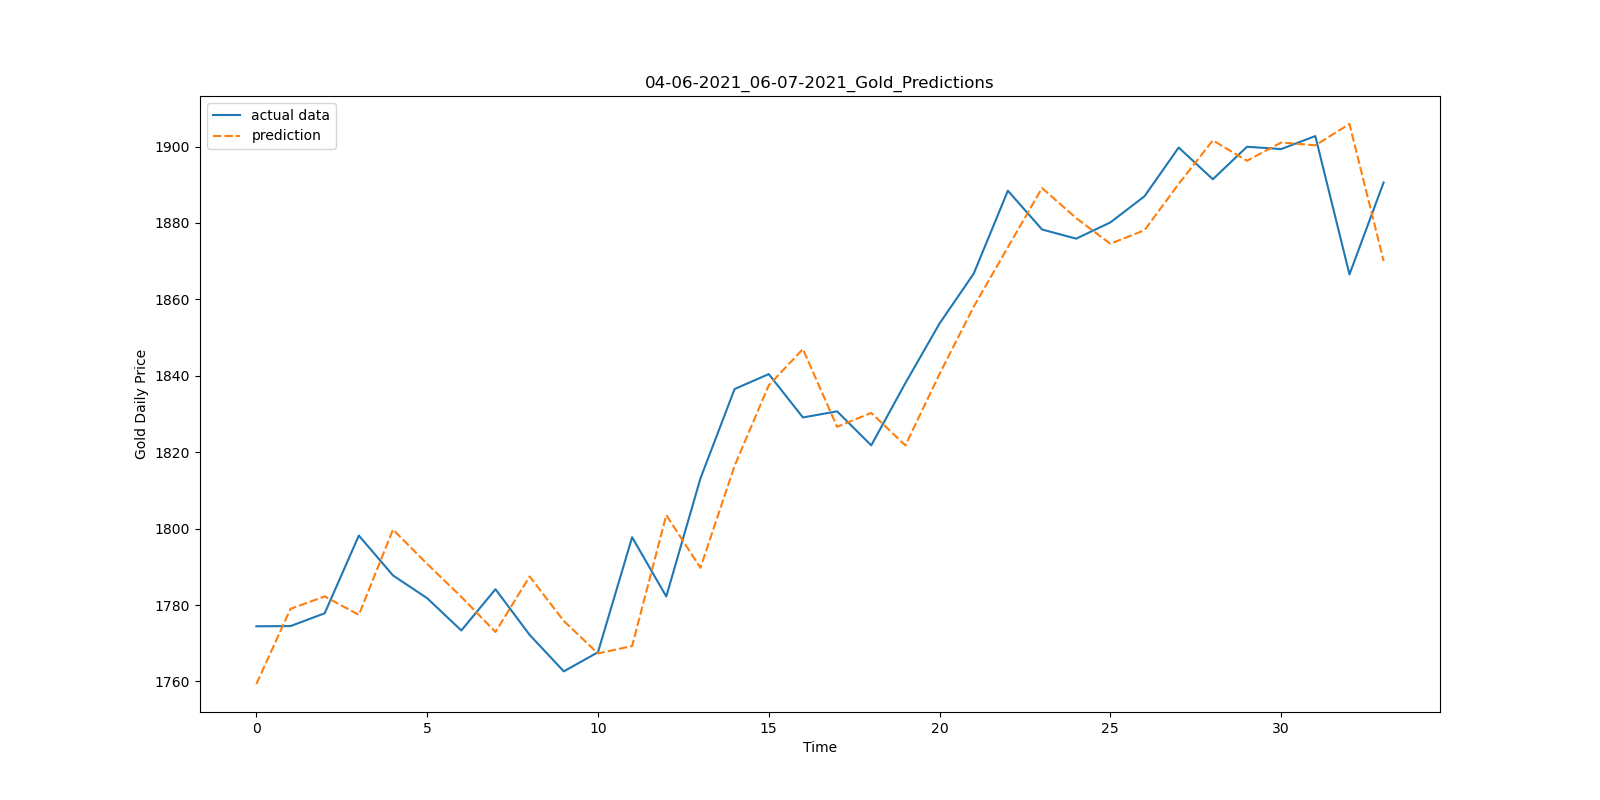 04-06-2021_06-07-2021_Gold_Predictions
actual data
prediction
Gold Daily Price
1900
1880
1860
1840
1820
1800
1780
1760
0 5 10 15 20 25 30
Time